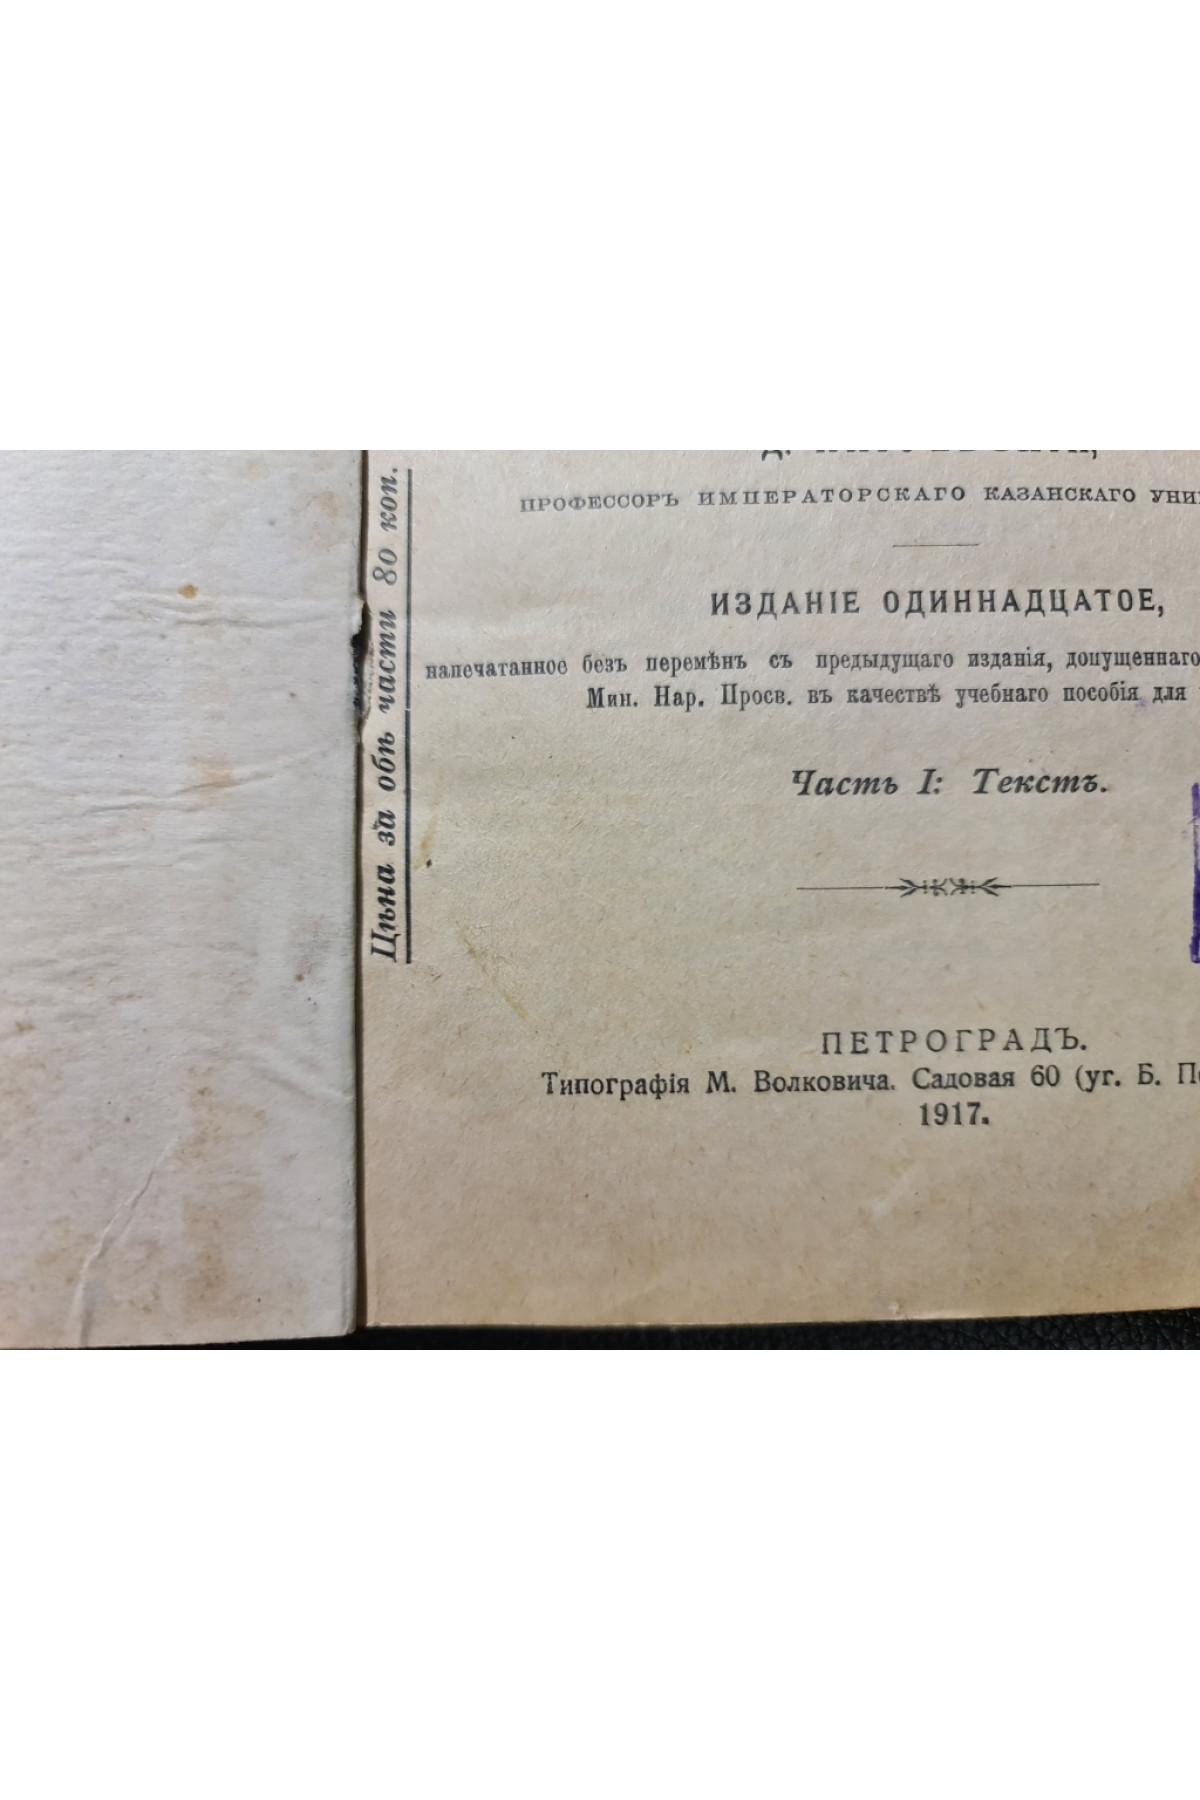 Цѣна за обѣ части 80 коп.
ПРОФЕССОРЪ ИМПЕРАТОРСКАГО КАЗАНСКАГО
ИЗДАНІЕ ОДИННАДЦАТОЕ,
напечатанное безъ перемѣнъ съ предыдущаго изданія, допущеннаго
Мин. Нар. Просв. въ качествѣ учебнаго пособія для
Часть I: Текстъ.
ПЕТРОГРАДЪ.
Типографія М. Волковича. Садовая 60 (уг. Б.
1917.